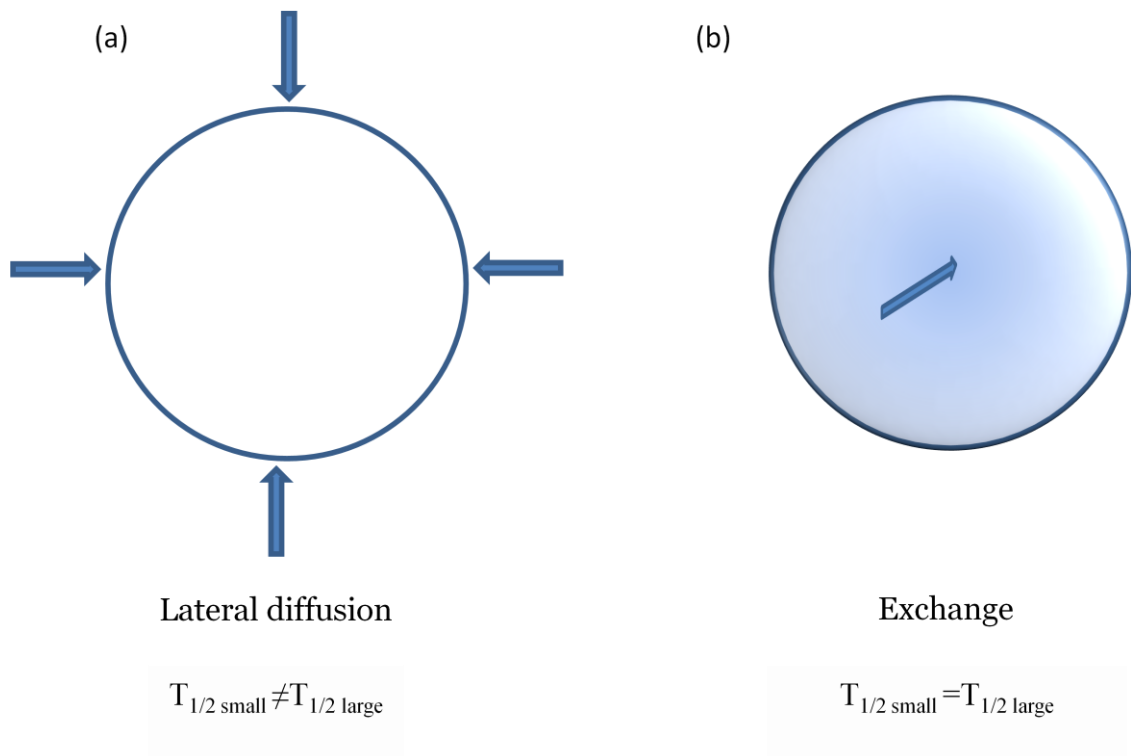 (a)
(b)
Lateral diffusion
Exchange
T1/2 small ≠T1/2 large
T1/2 small =T1/2 large